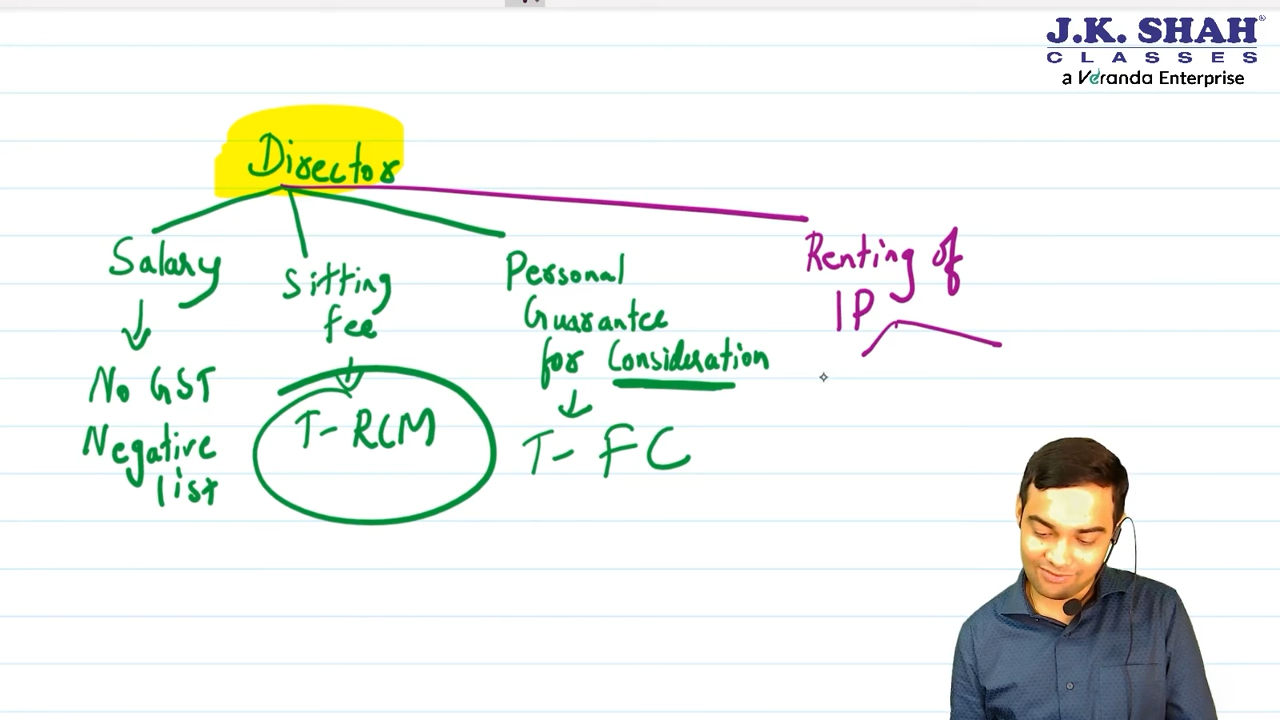 J.K. SHAH®
CLASSES
a Veranda Enterprise
Director
Salary
No GST
Negative
list
Sitting
fee
T- RCM
Personal
Guarantee
for Consideration
T- FC
Renting of
IP